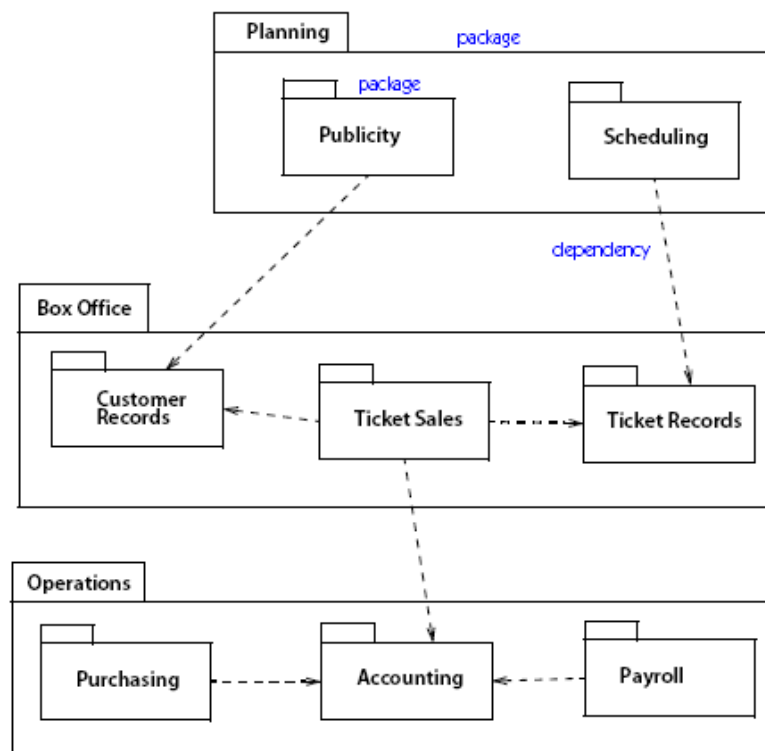 Planning
package
package
Publicity
Scheduling
dependency
Box Office
Customer
Records
Ticket Sales
Ticket Records
Operations
Purchasing
Accounting
Payroll